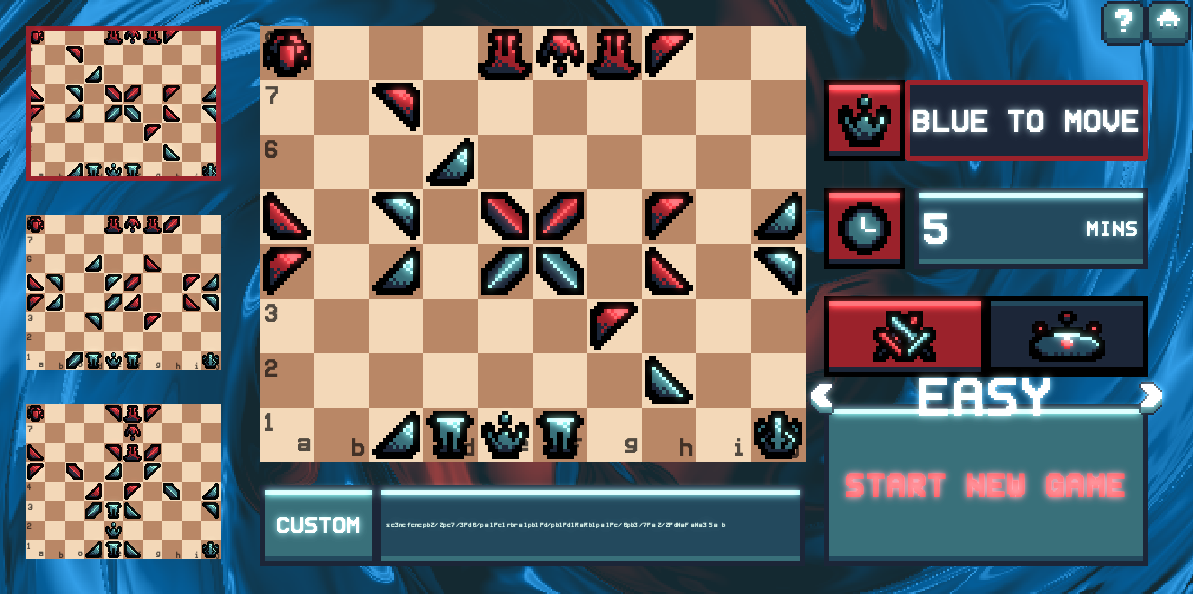 ?
BLUE TO MOVE
7
6
5 MINS
3
2
EASY
1
a b d e f g h i
START NEW GAME
CUSTOM